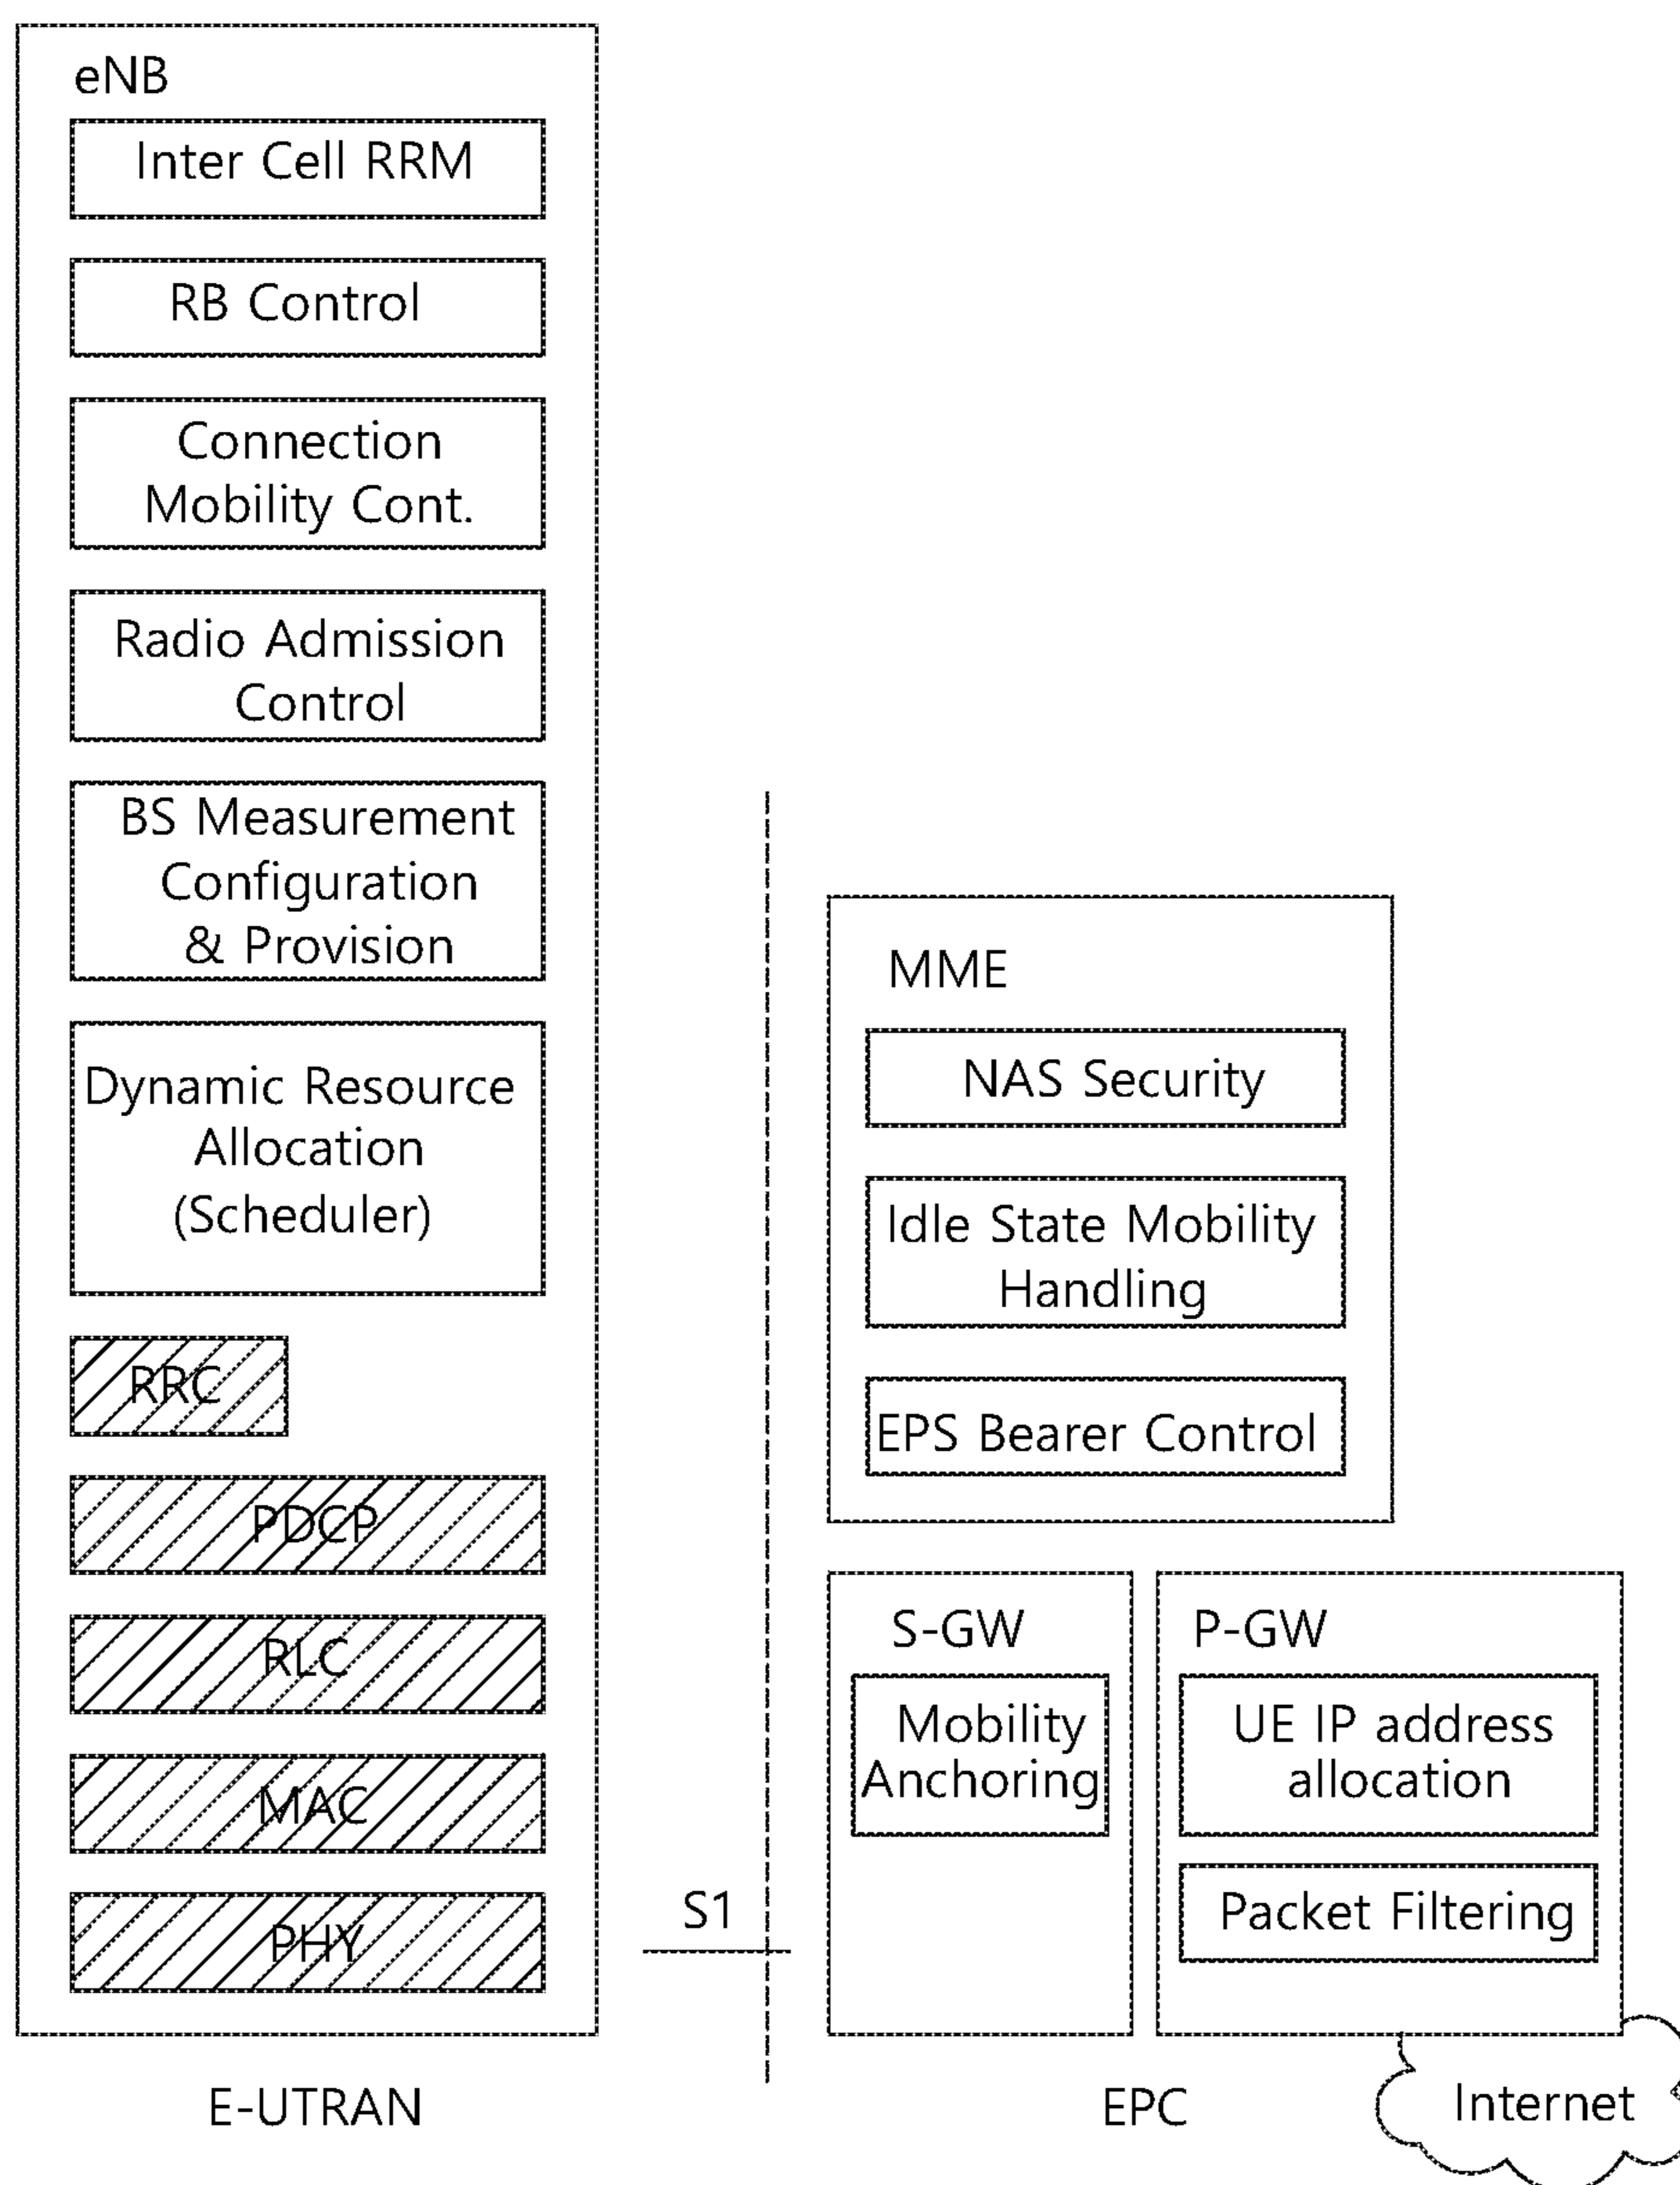 eNB
Inter Cell RRM
RB Control
Connection
Mobility Cont.
Radio Admission
Control
BS Measurement
Configuration
& Provision
Dynamic Resource
Allocation
(Scheduler)
RRC
PDCP
RLC
MAC
PHY
E-UTRAN
S1
MME
NAS Security
Idle State Mobility
Handling
EPS Bearer Control
S-GW
Mobility
Anchoring
P-GW
UE IP address
allocation
Packet Filtering
EPC
Internet